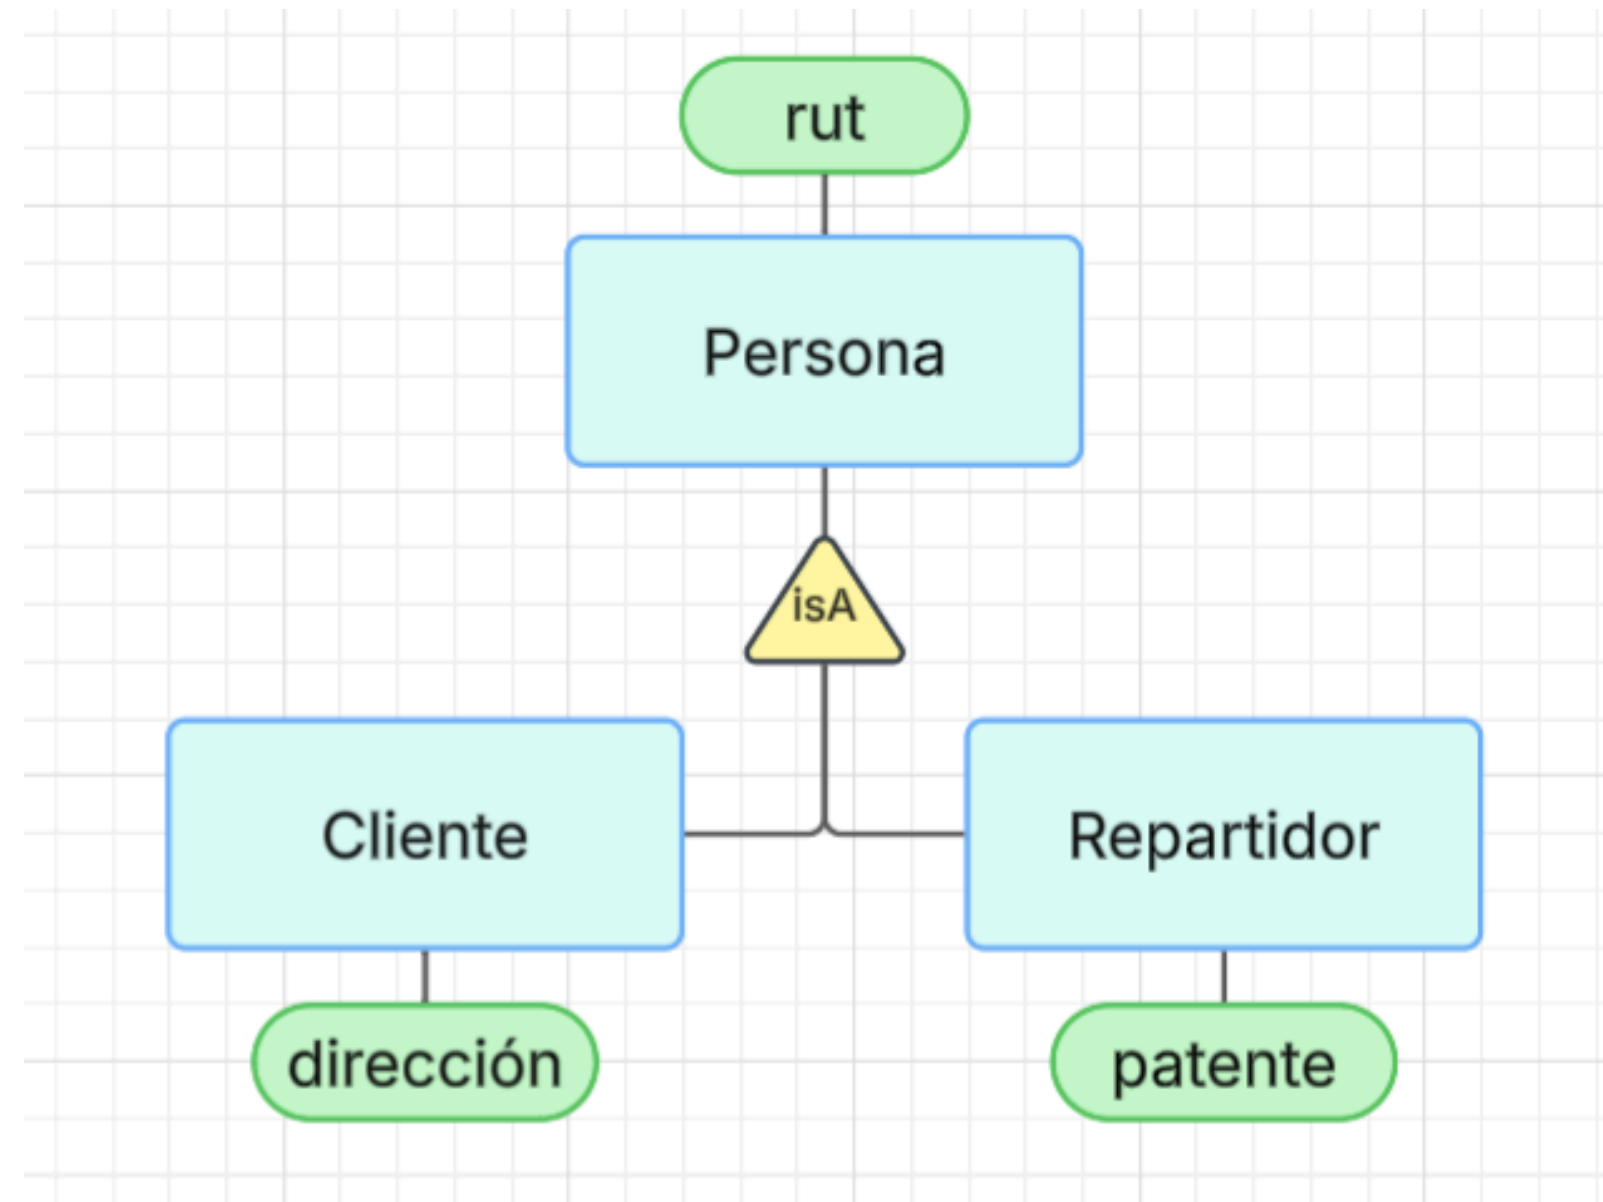 rut
Persona
isA
Cliente
Repartidor
dirección
patente